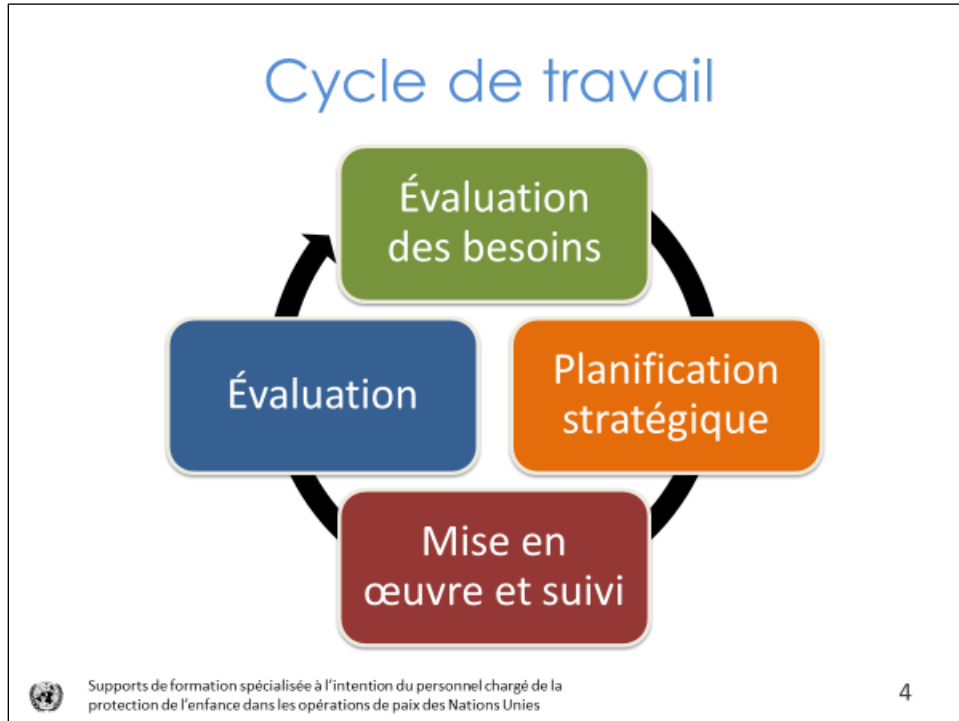 Cycle de travail
Évaluation
des besoins
Planification
stratégique
Mise en
œuvre et suivi
Évaluation
Supports de formation spécialisée à l’intention du personnel chargé de la
protection de l’enfance dans les opérations de paix des Nations Unies
4